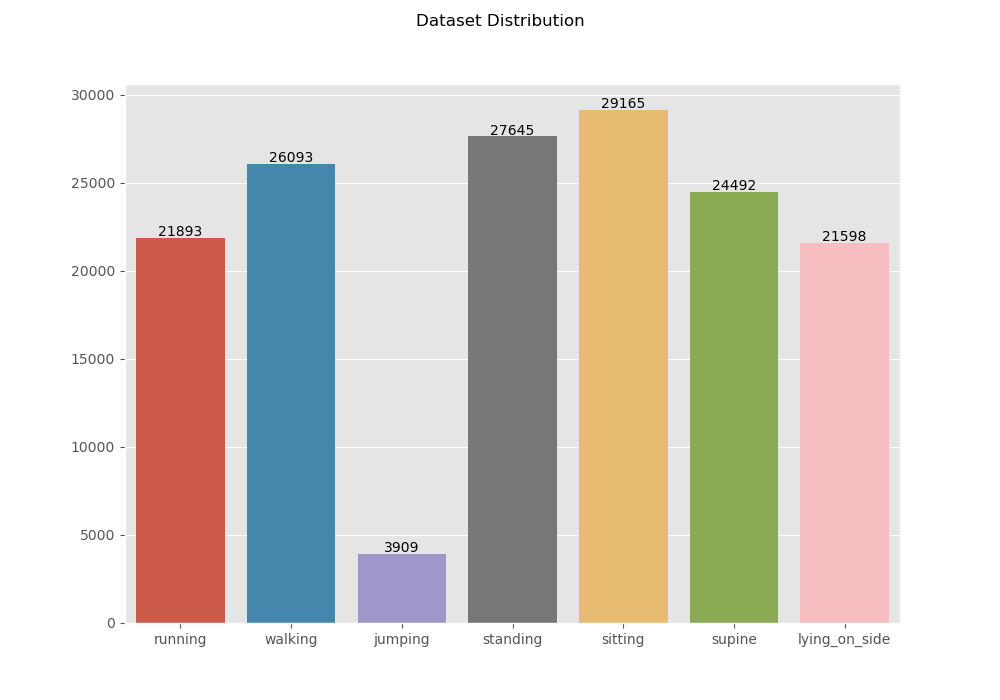 Dataset Distribution
30000
25000
20000
15000
10000
5000
0
21893
26093
3909
27645
29165
24492
21598
running
walking
jumping
standing
sitting
supine
lying_on_side